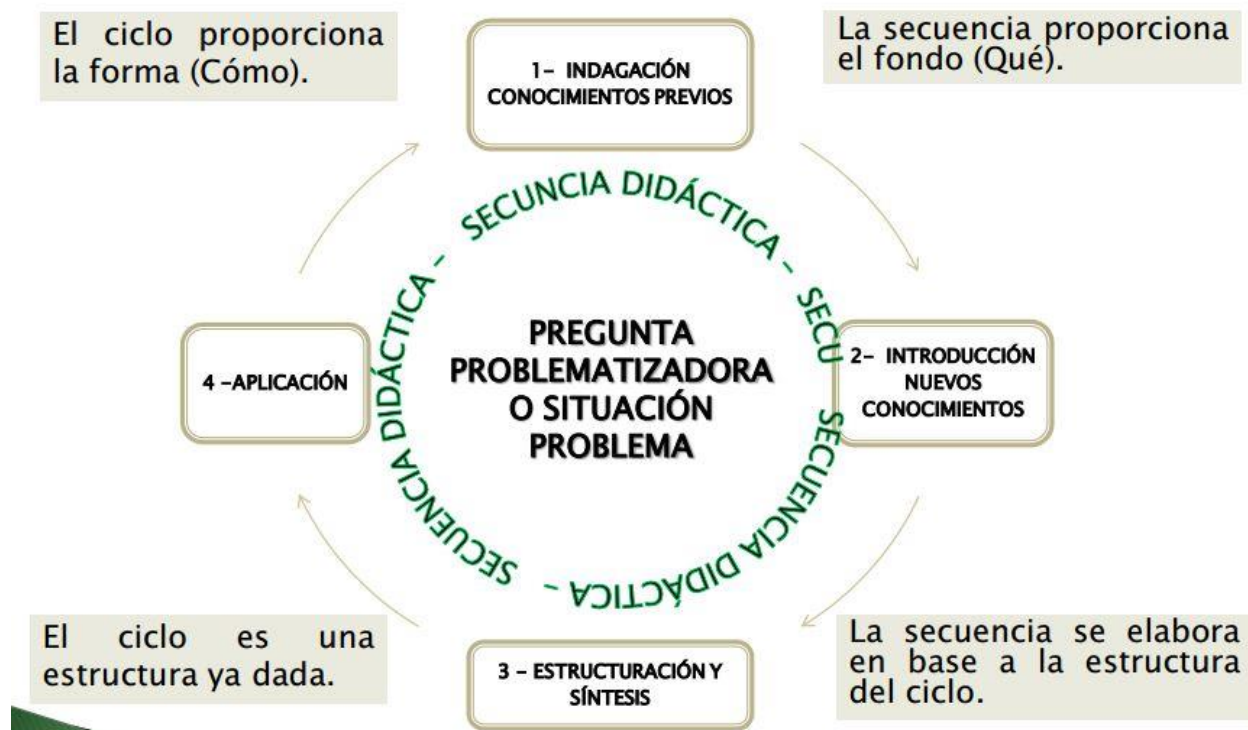 El ciclo proporciona
la forma (Cómo).
La secuencia proporciona
el fondo (Qué).
1- INDAGACIÓN
CONOCIMIENTOS PREVIOS
SECUNCIA DIDÁCTICA - SECU
SECUENCIA DIDÁCTICA - SECUENCIA DIDÁCTICA -
PREGUNTA
PROBLEMATIZADORA
O SITUACIÓN
PROBLEMA
2- INTRODUCCIÓN
NUEVOS
CONOCIMIENTOS
4 -APLICACIÓN
3 - ESTRUCTURACIÓN Y
SÍNTESIS
El ciclo es una
estructura ya dada.
La secuencia se elabora
en base a la estructura
del ciclo.